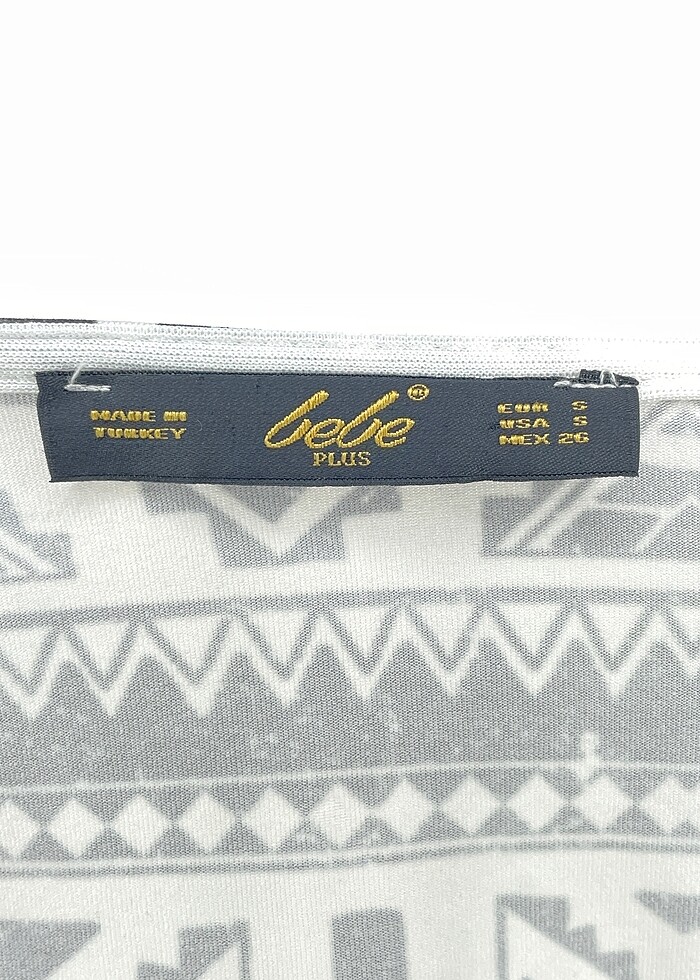 MADE IN
TURKEY
bebe®
PLUS
EUR S
USA S
MEX 26